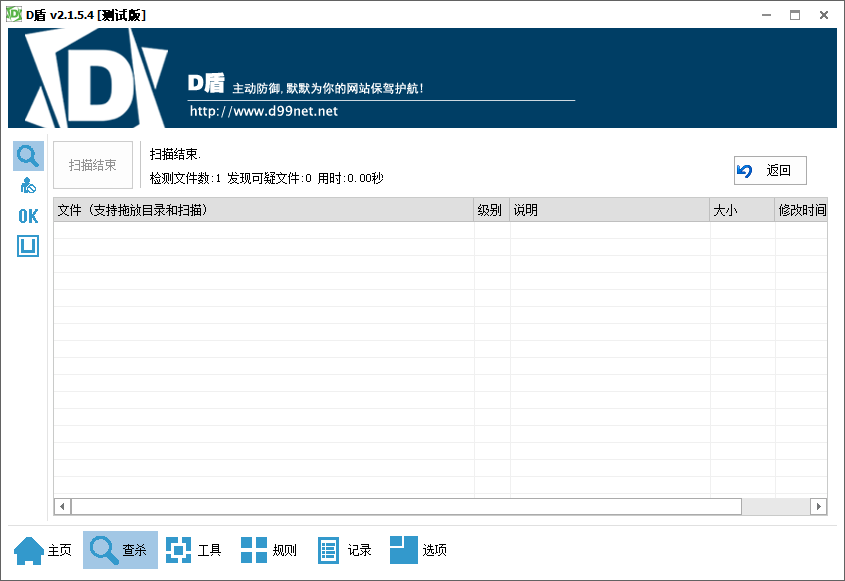 D盾 v2.1.5.4 [测试版]
D盾 主动防御,默默为你的网站保驾护航!
http://www.d99net.net
扫描结束
扫描结束.
检测文件数:1 发现可疑文件:0 用时:0.00秒
返回
OK
文件（支持拖放目录和扫描） 级别 说明 大小 修改时间
主页 查杀 工具 规则 记录 选项